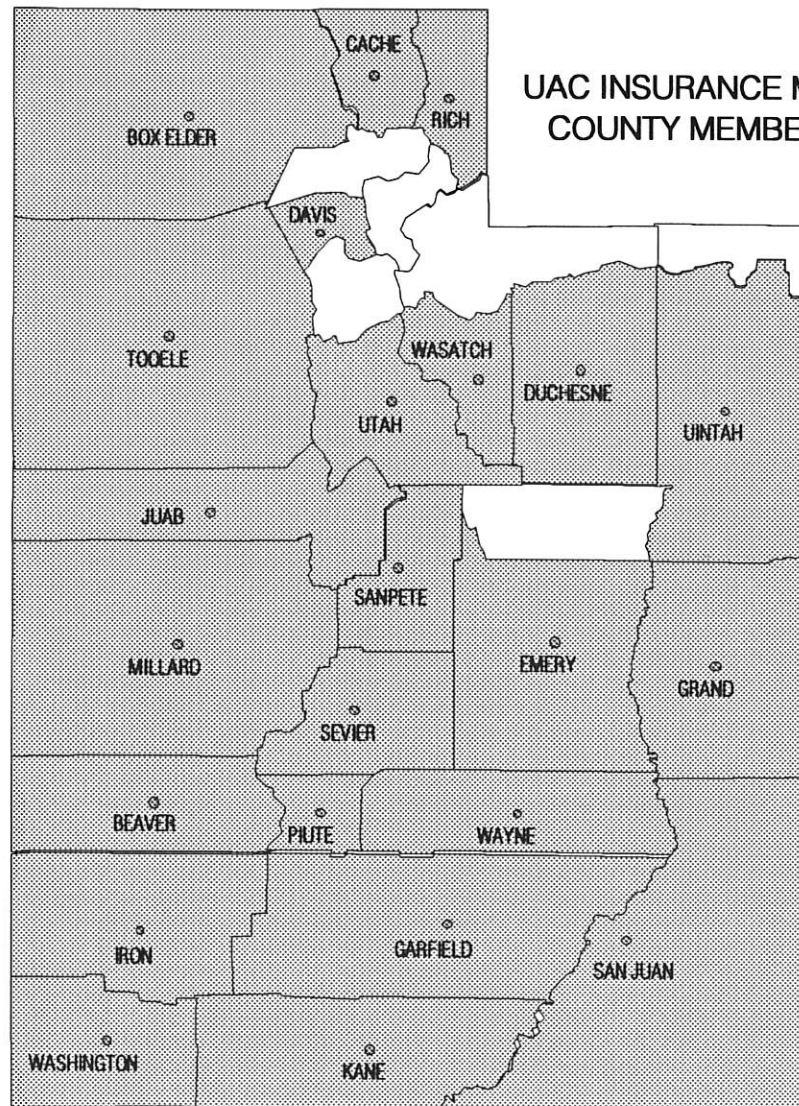 CACHE
UAC INSURANCE M
COUNTY MEMBE
RICH
BOX ELDER
DAVIS
TOOELE
WASATCH
DUCHESNE
UTAH
UINTAH
JUAB
SANPETE
MILLARD
EMERY
GRAND
SEVIER
BEAVER
PIUTE
WAYNE
IRON
GARFIELD
SAN JUAN
WASHINGTON
KANE